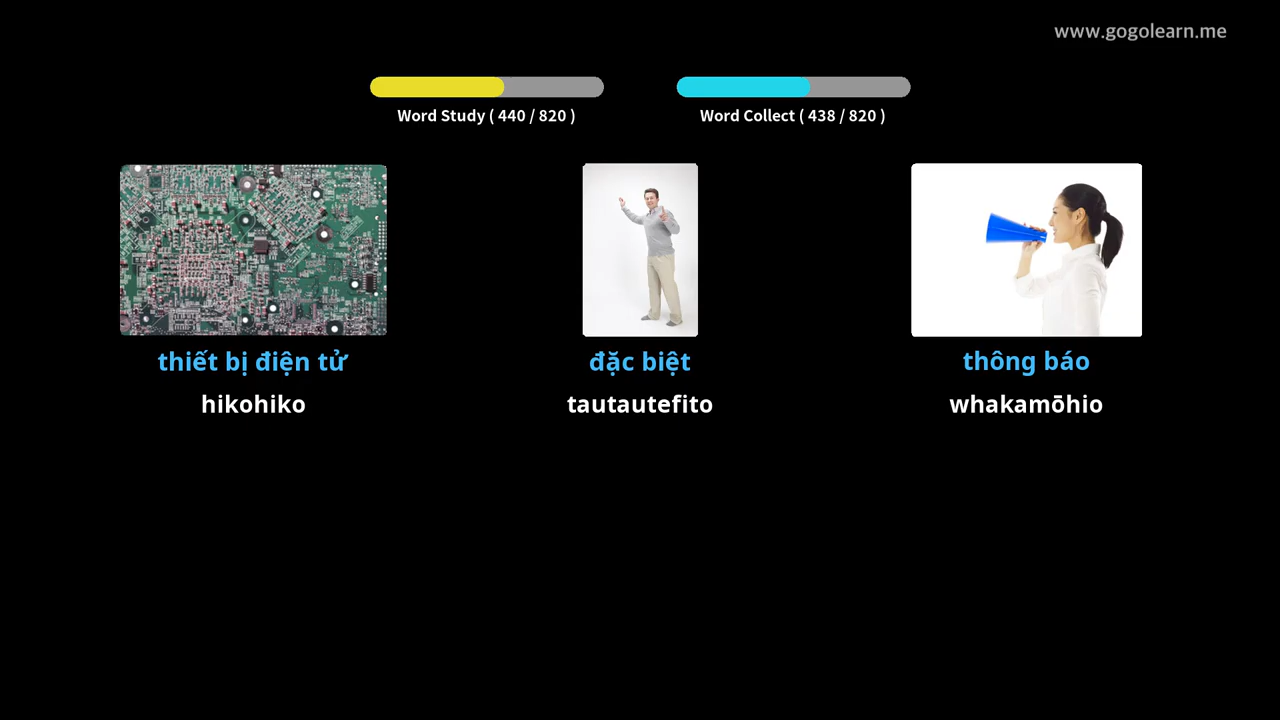 www.gogolearn.me
Word Study ( 440 / 820 )
Word Collect ( 438 / 820 )
thiết bị điện tử
hikohiko
đặc biệt
tautautefito
thông báo
whakamōhio